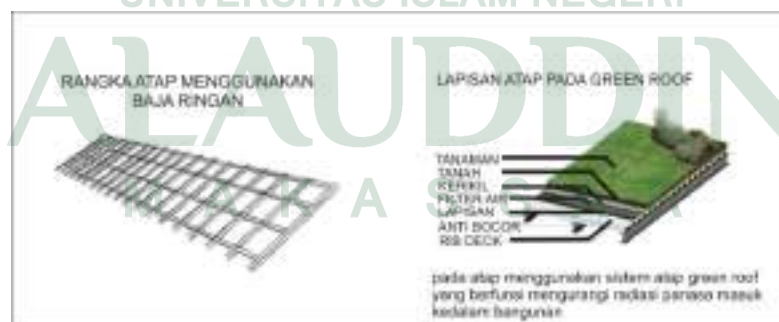 UNIVERSITAS ISLAM NEGERI
ALAUDDIN
MAKASSAR
RANGKA ATAP MENGGUNAKAN
BAJA RINGAN
LAPISAN ATAP PADA GREEN ROOF
TANAMAN
TANAH
KERIKIL
FILTER AIR
LAPISAN
ANTI BOCOR
RIB DECK
pada atap menggunakan sistem atap green roof
yang berfunsi mengurangi radiasi panasa masuk
kedalam bangunan